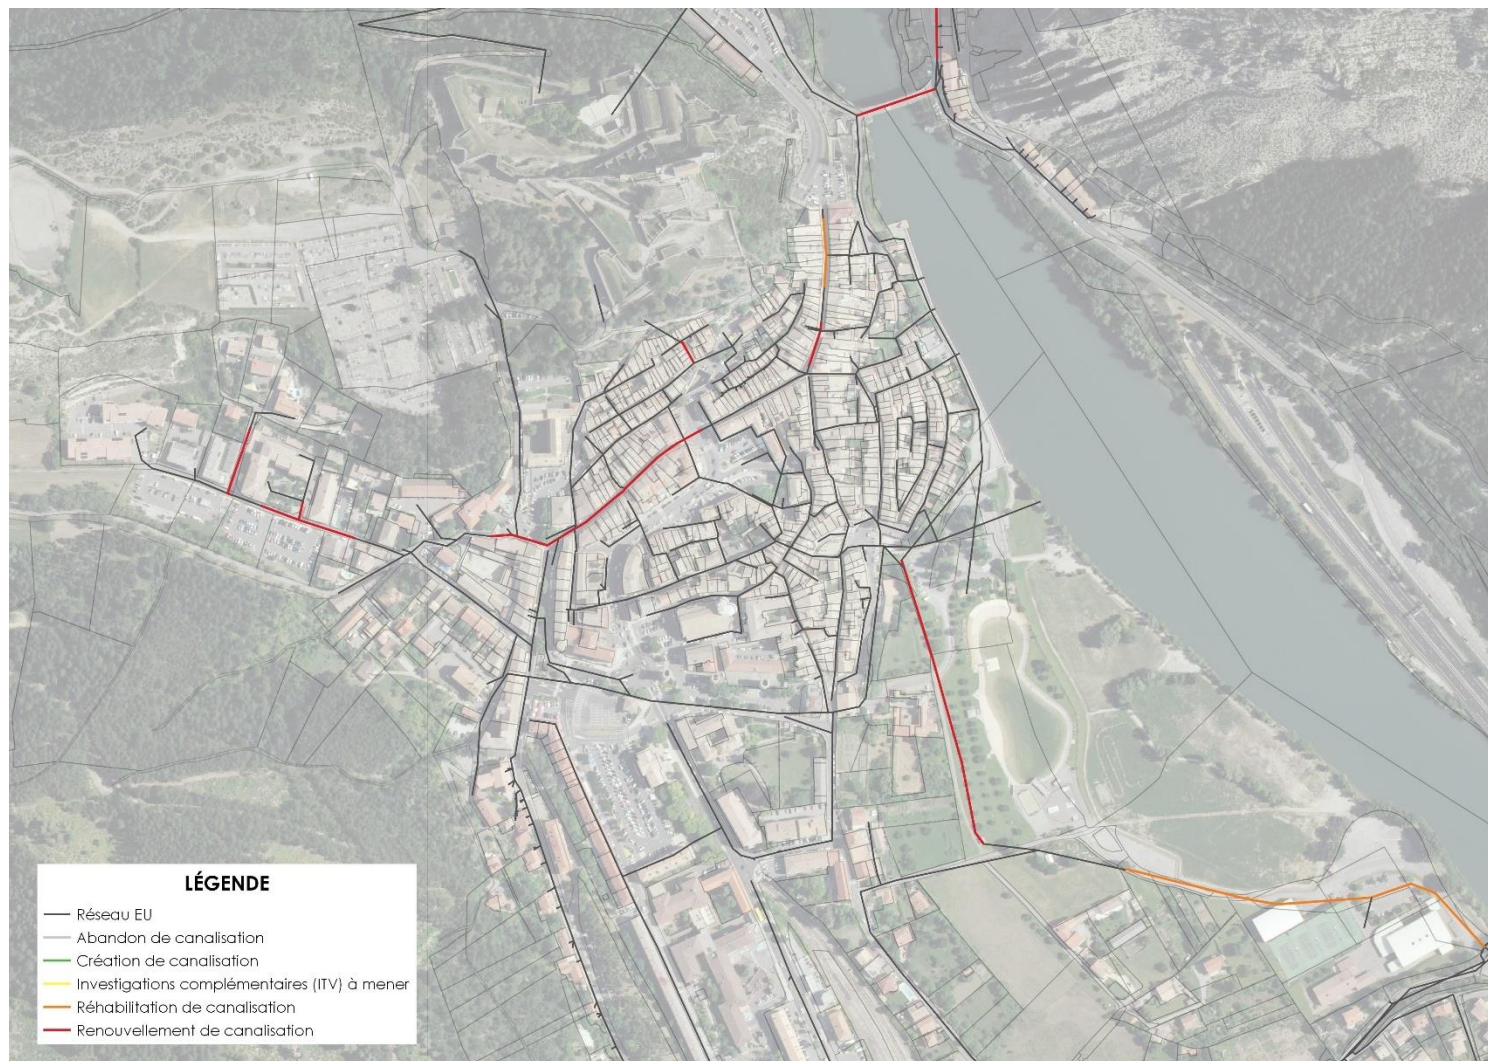 LÉGENDE
Réseau EU
Abandon de canalisation
Création de canalisation
Investigations complémentaires (ITV) à mener
Réhabilitation de canalisation
Renouvellement de canalisation